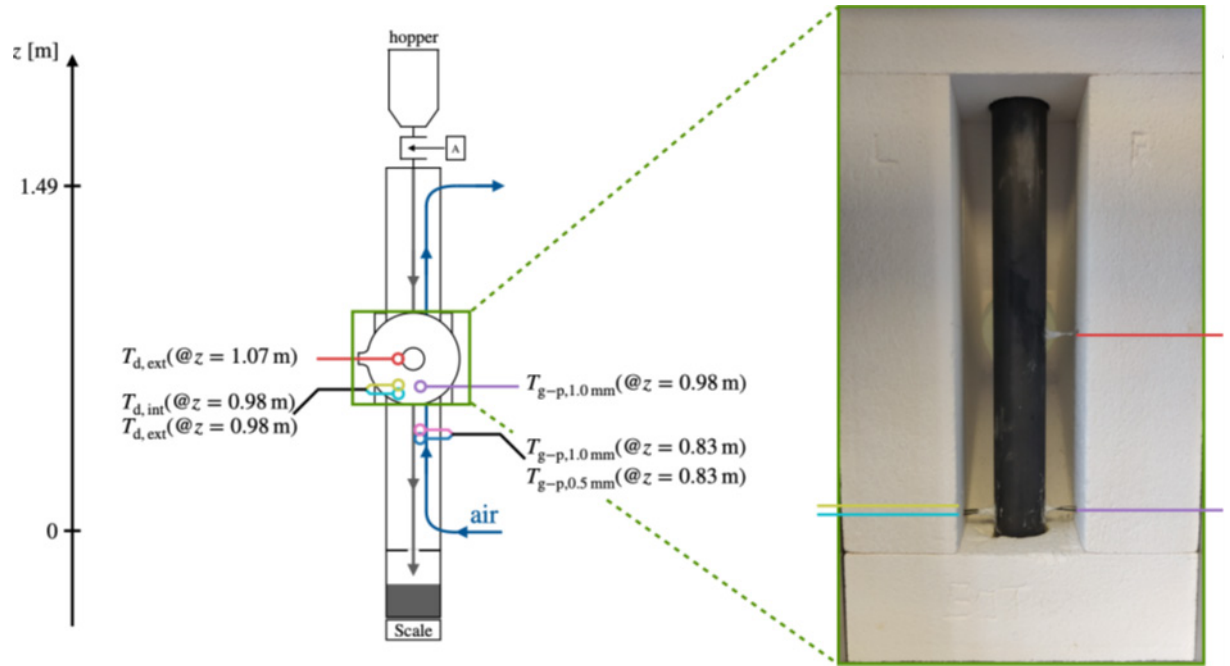 hopper
z [m]
A
1.49
T_d, ext(@z = 1.07 m)
T_d, int(@z = 0.98 m)
T_d, ext(@z = 0.98 m)
T_g−p,1.0 mm(@z = 0.98 m)
T_g−p,1.0 mm(@z = 0.83 m)
T_g−p,0.5 mm(@z = 0.83 m)
air
0
Scale
L
R
BOT